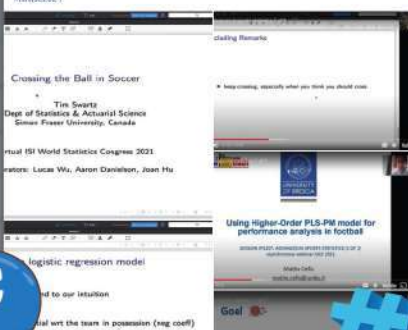 Crossing the Ball in Soccer
Tim Swartz
Dept of Statistics & Actuarial Science
Simon Fraser University, Canada
rtual ISI World Statistics Congress 2021
rators: Lucas Wu, Aaron Danielson, Joan Hu
cluding Remarks
keep crossing, especially when you think you should cross
UNIVERSITY
OF BRESCIA
Using Higher-Order PLS-PM model for
performance analysis in football
logistic regression model
nd to our intuition
tial wrt the team in possession (neg coeff)
Goal
#